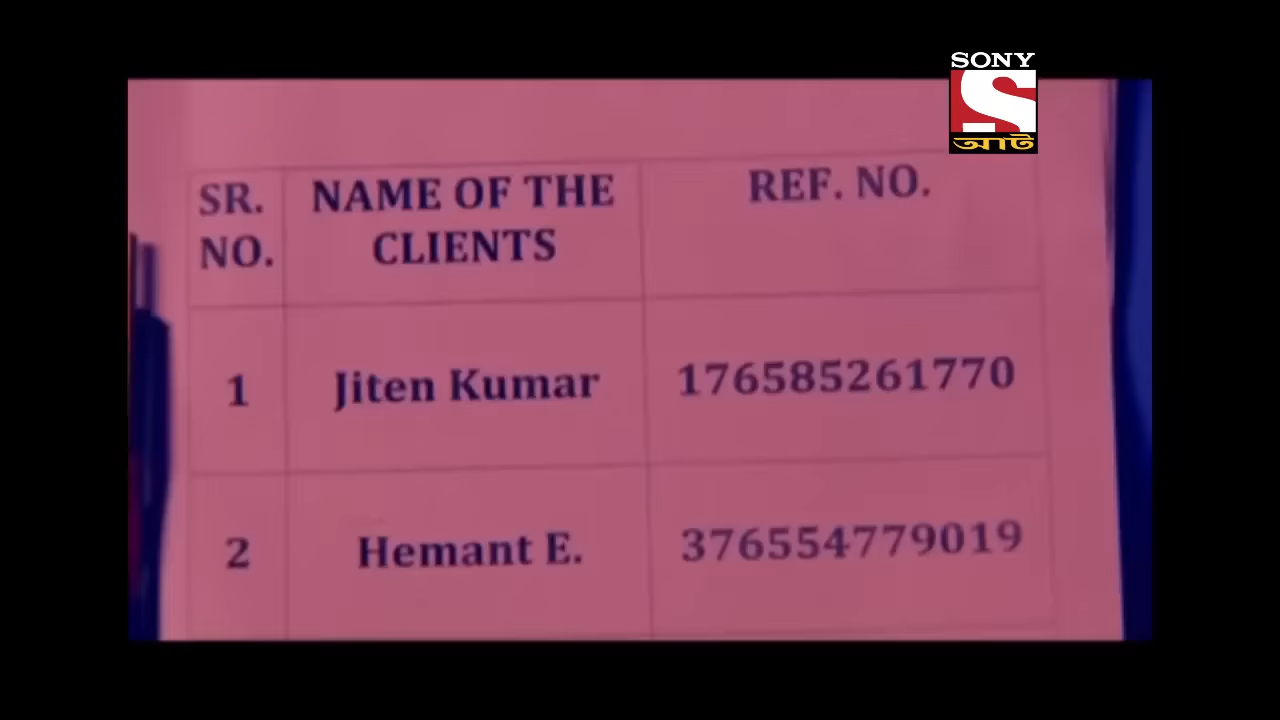 SONY
S
আট
SR. NAME OF THE REF. NO.
NO. CLIENTS
1 Jiten Kumar 176585261770
2 Hemant E. 376554779019